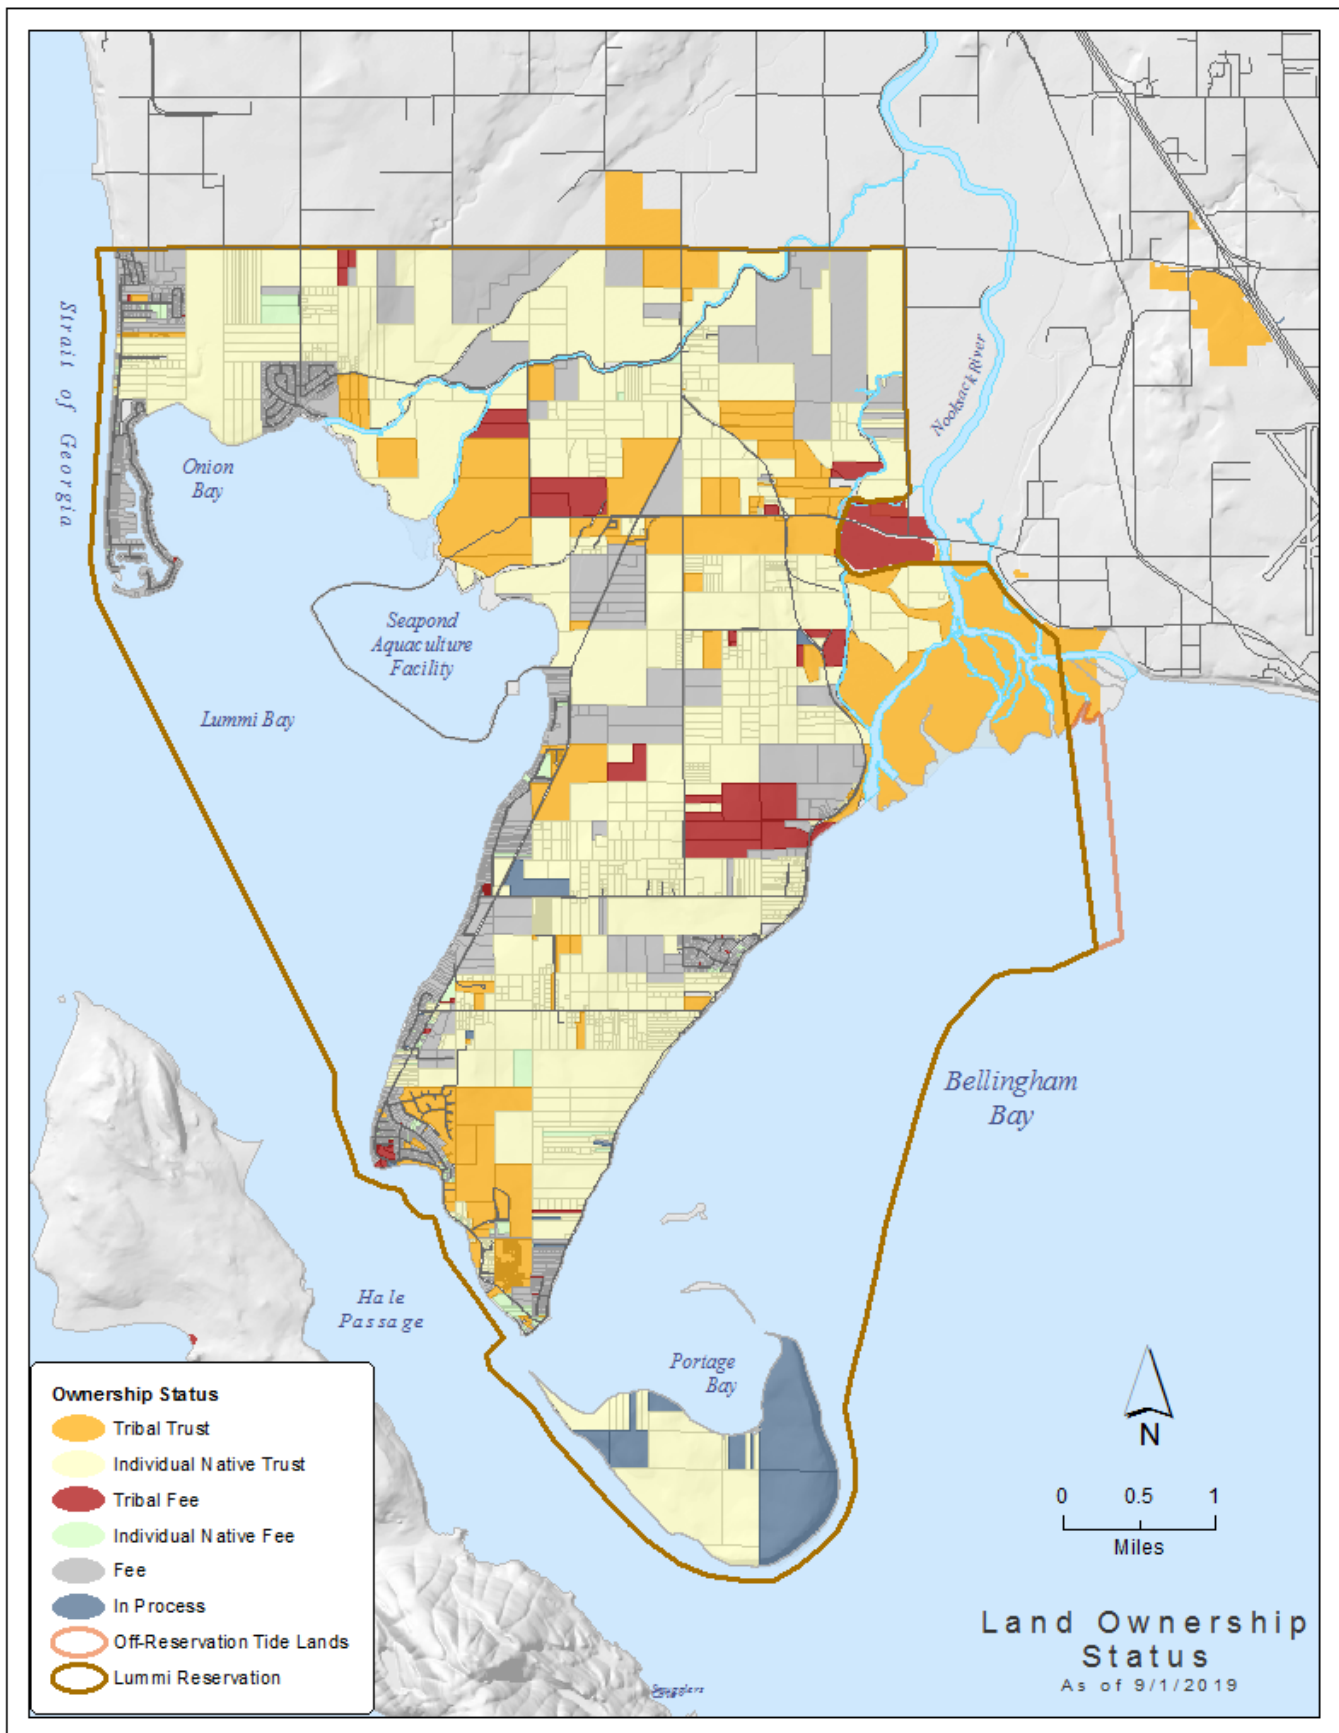 Strait of Georgia
Nooksack River
Onion
Bay
Seapond
Aquaculture
Facility
Lummi Bay
Bellingham
Bay
Hale
Passage
Portage
Bay
Ownership Status
Tribal Trust
Individual Native Trust
Tribal Fee
Individual Native Fee
Fee
In Process
Off-Reservation Tide Lands
Lummi Reservation
N
0 0.5 1
Miles
Land Ownership
Status
As of 9/1/2019
Smugglers